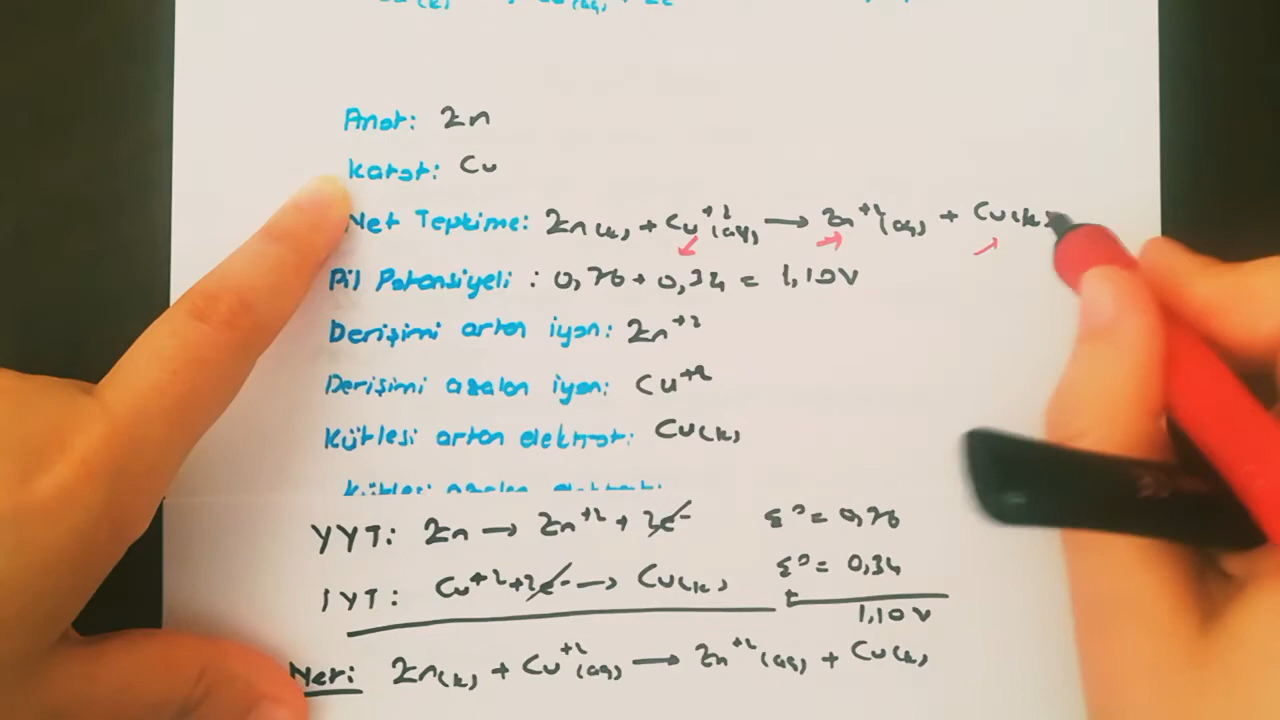 Anot: Zn
Katot: Cu
Net Tepkime: Zn(k) + Cu⁺²(aq) → Zn⁺²(aq) + Cu(k)
Pil Potansiyeli : 0,76 + 0,34 = 1,10V
Derişimi artan iyon: Zn⁺²
Derişimi azalan iyon: Cu⁺²
Kütlesi artan elektrot: Cu(k)
YYT: Zn → Zn⁺² + 2e⁻ ε° = 0,76
İYT: Cu⁺² + 2e⁻ → Cu(k) ε° = 0,34
+
1,10 V
Net: Zn(k) + Cu⁺²(aq) → Zn⁺²(aq) + Cu(k)